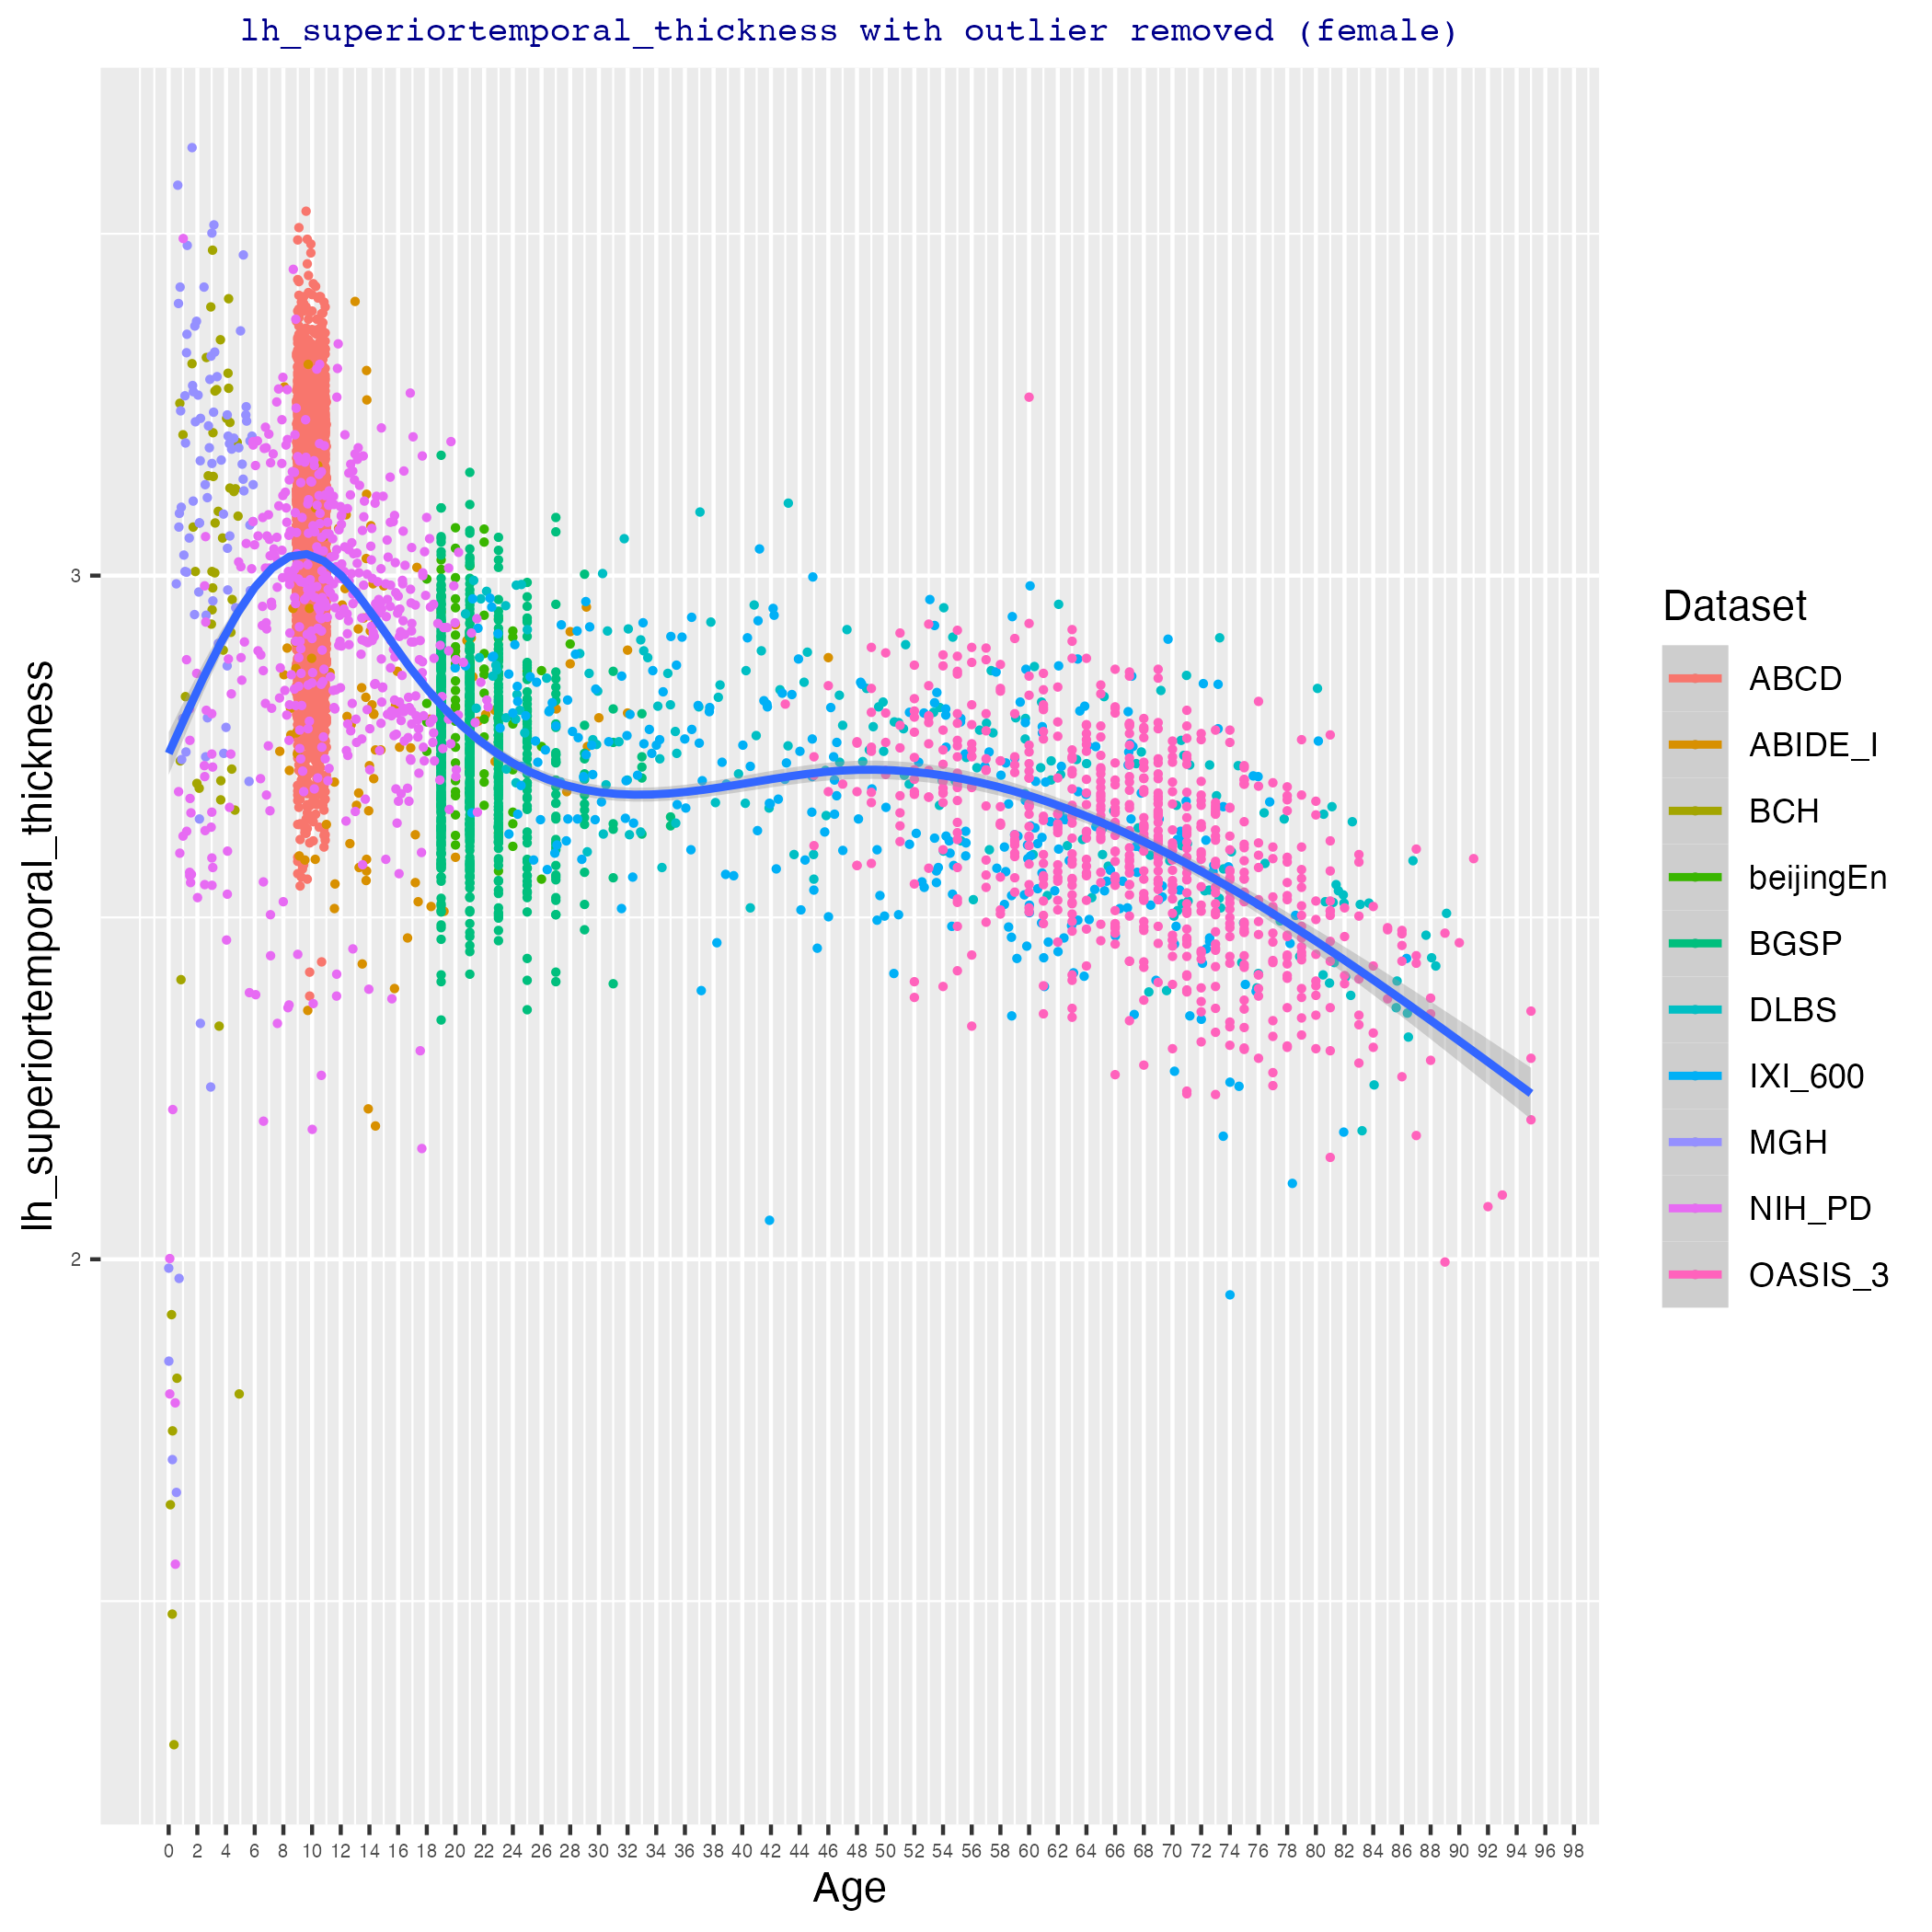 lh_superiortemporal_thickness with outlier removed (female)
lh_superiortemporal_thickness
3
2
0 2 4 6 8 10 12 14 16 18 20 22 24 26 28 30 32 34 36 38 40 42 44 46 48 50 52 54 56 58 60 62 64 66 68 70 72 74 76 78 80 82 84 86 88 90 92 94 96 98
Age
Dataset
ABCD
ABIDE_I
BCH
beijingEn
BGSP
DLBS
IXI_600
MGH
NIH_PD
OASIS_3